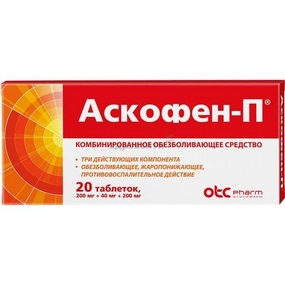 Аскофен-П®
КОМБИНИРОВАННОЕ ОБЕЗБОЛИВАЮЩЕЕ СРЕДСТВО
• ТРИ ДЕЙСТВУЮЩИХ КОМПОНЕНТА
• ОБЕЗБОЛИВАЮЩЕЕ, ЖАРОПОНИЖАЮЩЕЕ,
ПРОТИВОВОСПАЛИТЕЛЬНОЕ ДЕЙСТВИЕ
20 таблеток,
200 мг + 40 мг + 200 мг
otc
pharm